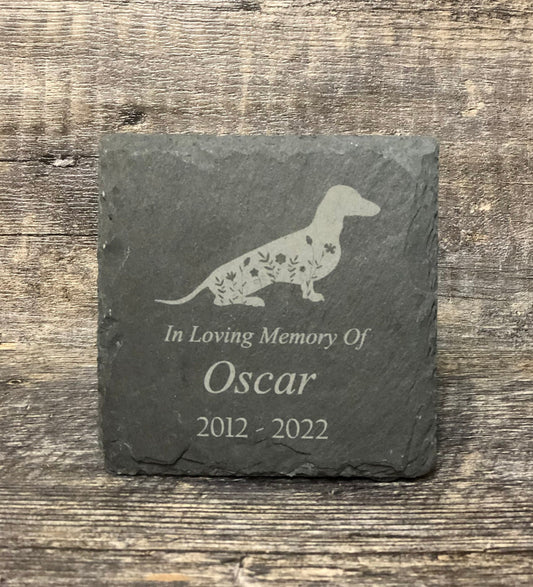 In Loving Memory Of
Oscar
2012 - 2022